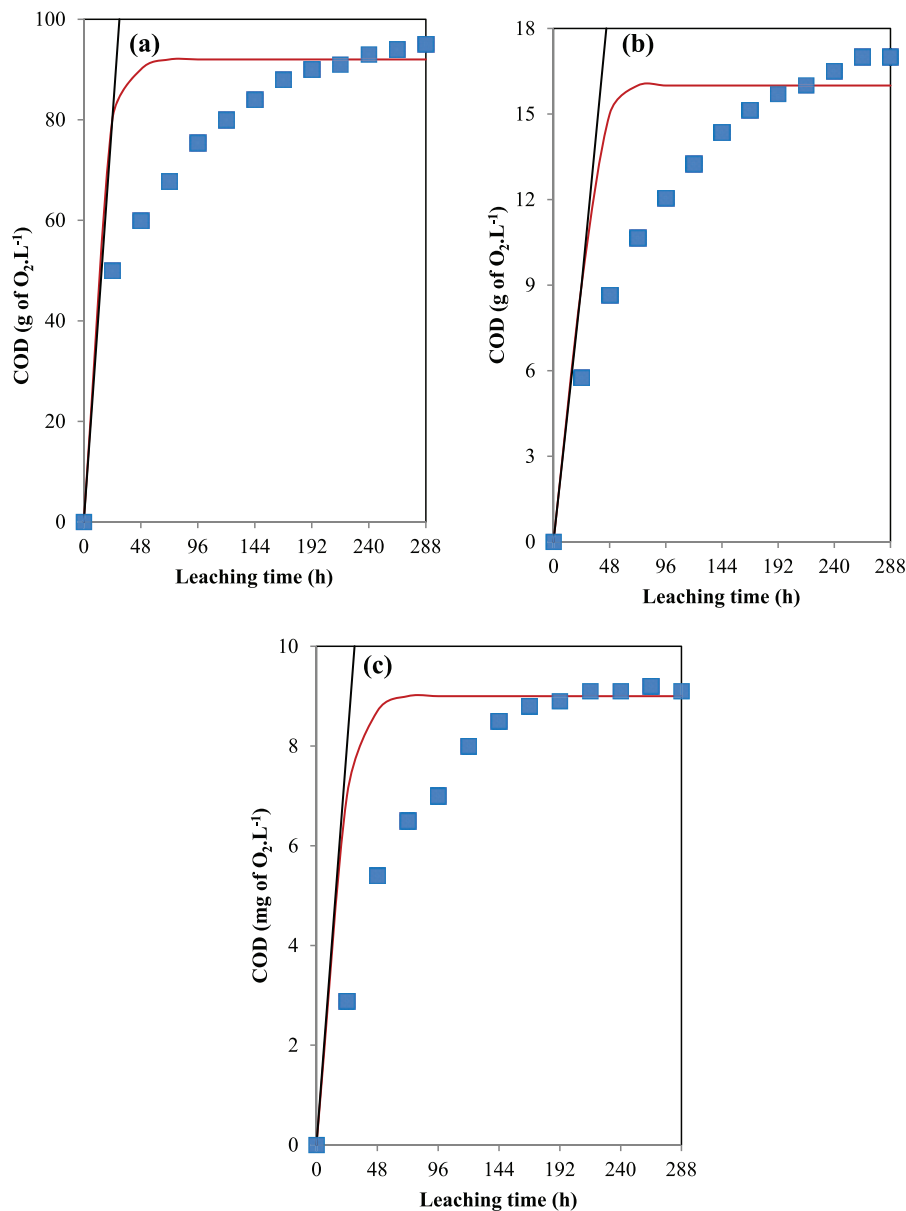 (a)
COD (g of O₂.L⁻¹)
100
80
60
40
20
0
0 48 96 144 192 240 288
Leaching time (h)
(b)
COD (g of O₂.L⁻¹)
18
15
12
9
6
3
0
0 48 96 144 192 240 288
Leaching time (h)
(c)
COD (mg of O₂.L⁻¹)
10
8
6
4
2
0
0 48 96 144 192 240 288
Leaching time (h)